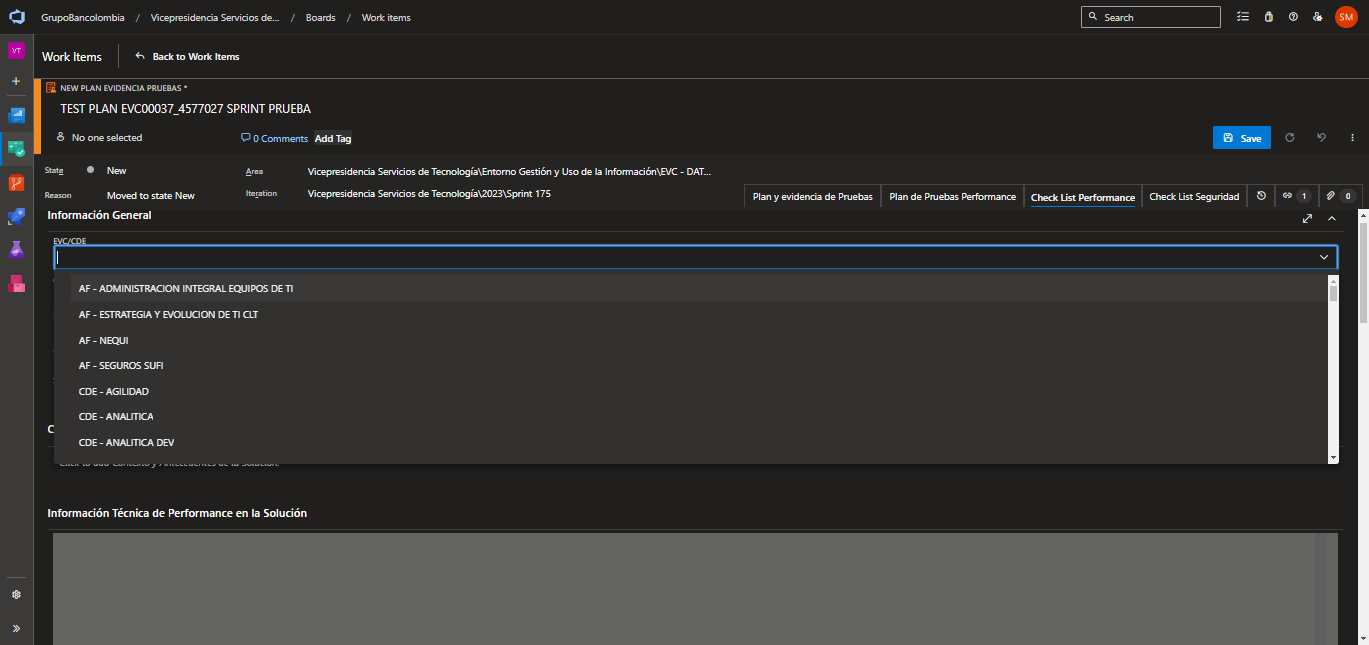 GrupoBancolombia / Vicepresidencia Servicios de... / Boards / Work items
Search
SM
VT
Work Items
Back to Work Items
NEW PLAN EVIDENCIA PRUEBAS *
TEST PLAN EVC00037_4577027 SPRINT PRUEBA
No one selected
0 Comments
Add Tag
Save
State
New
Area
Vicepresidencia Servicios de Tecnología\Entorno Gestión y Uso de la Información\EVC - DAT...
Reason
Moved to state New
Iteration
Vicepresidencia Servicios de Tecnología\2023\Sprint 175
Plan y evidencia de Pruebas
Plan de Pruebas Performance
Check List Performance
Check List Seguridad
1
0
Información General
EVC/CDE
AF - ADMINISTRACION INTEGRAL EQUIPOS DE TI
AF - ESTRATEGIA Y EVOLUCION DE TI CLT
AF - NEQUI
AF - SEGUROS SUFI
CDE - AGILIDAD
CDE - ANALITICA
CDE - ANALITICA DEV
Click to add Contexto y Antecedentes de la Solución.
Información Técnica de Performance en la Solución